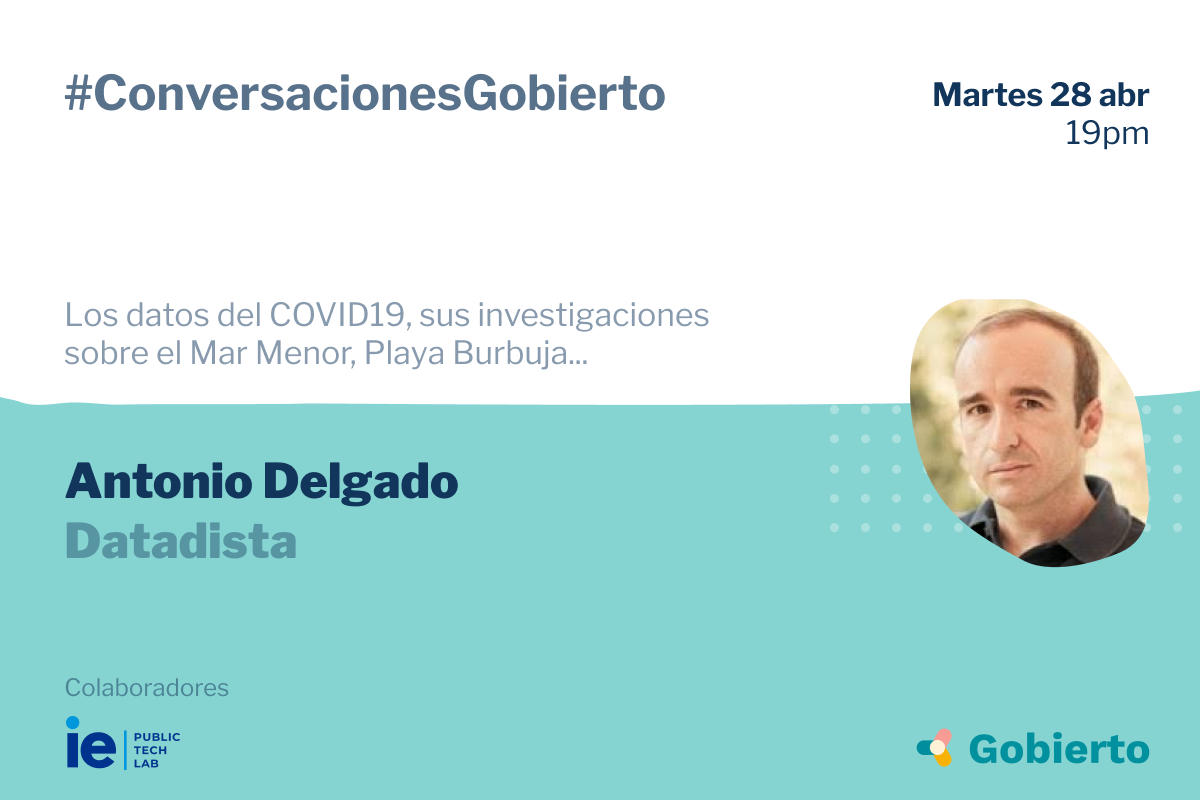 #ConversacionesGobierto
Martes 28 abr
19pm
Los datos del COVID19, sus investigaciones
sobre el Mar Menor, Playa Burbuja...
Antonio Delgado
Datadista
Colaboradores
ie
PUBLIC
TECH
LAB
Gobierto